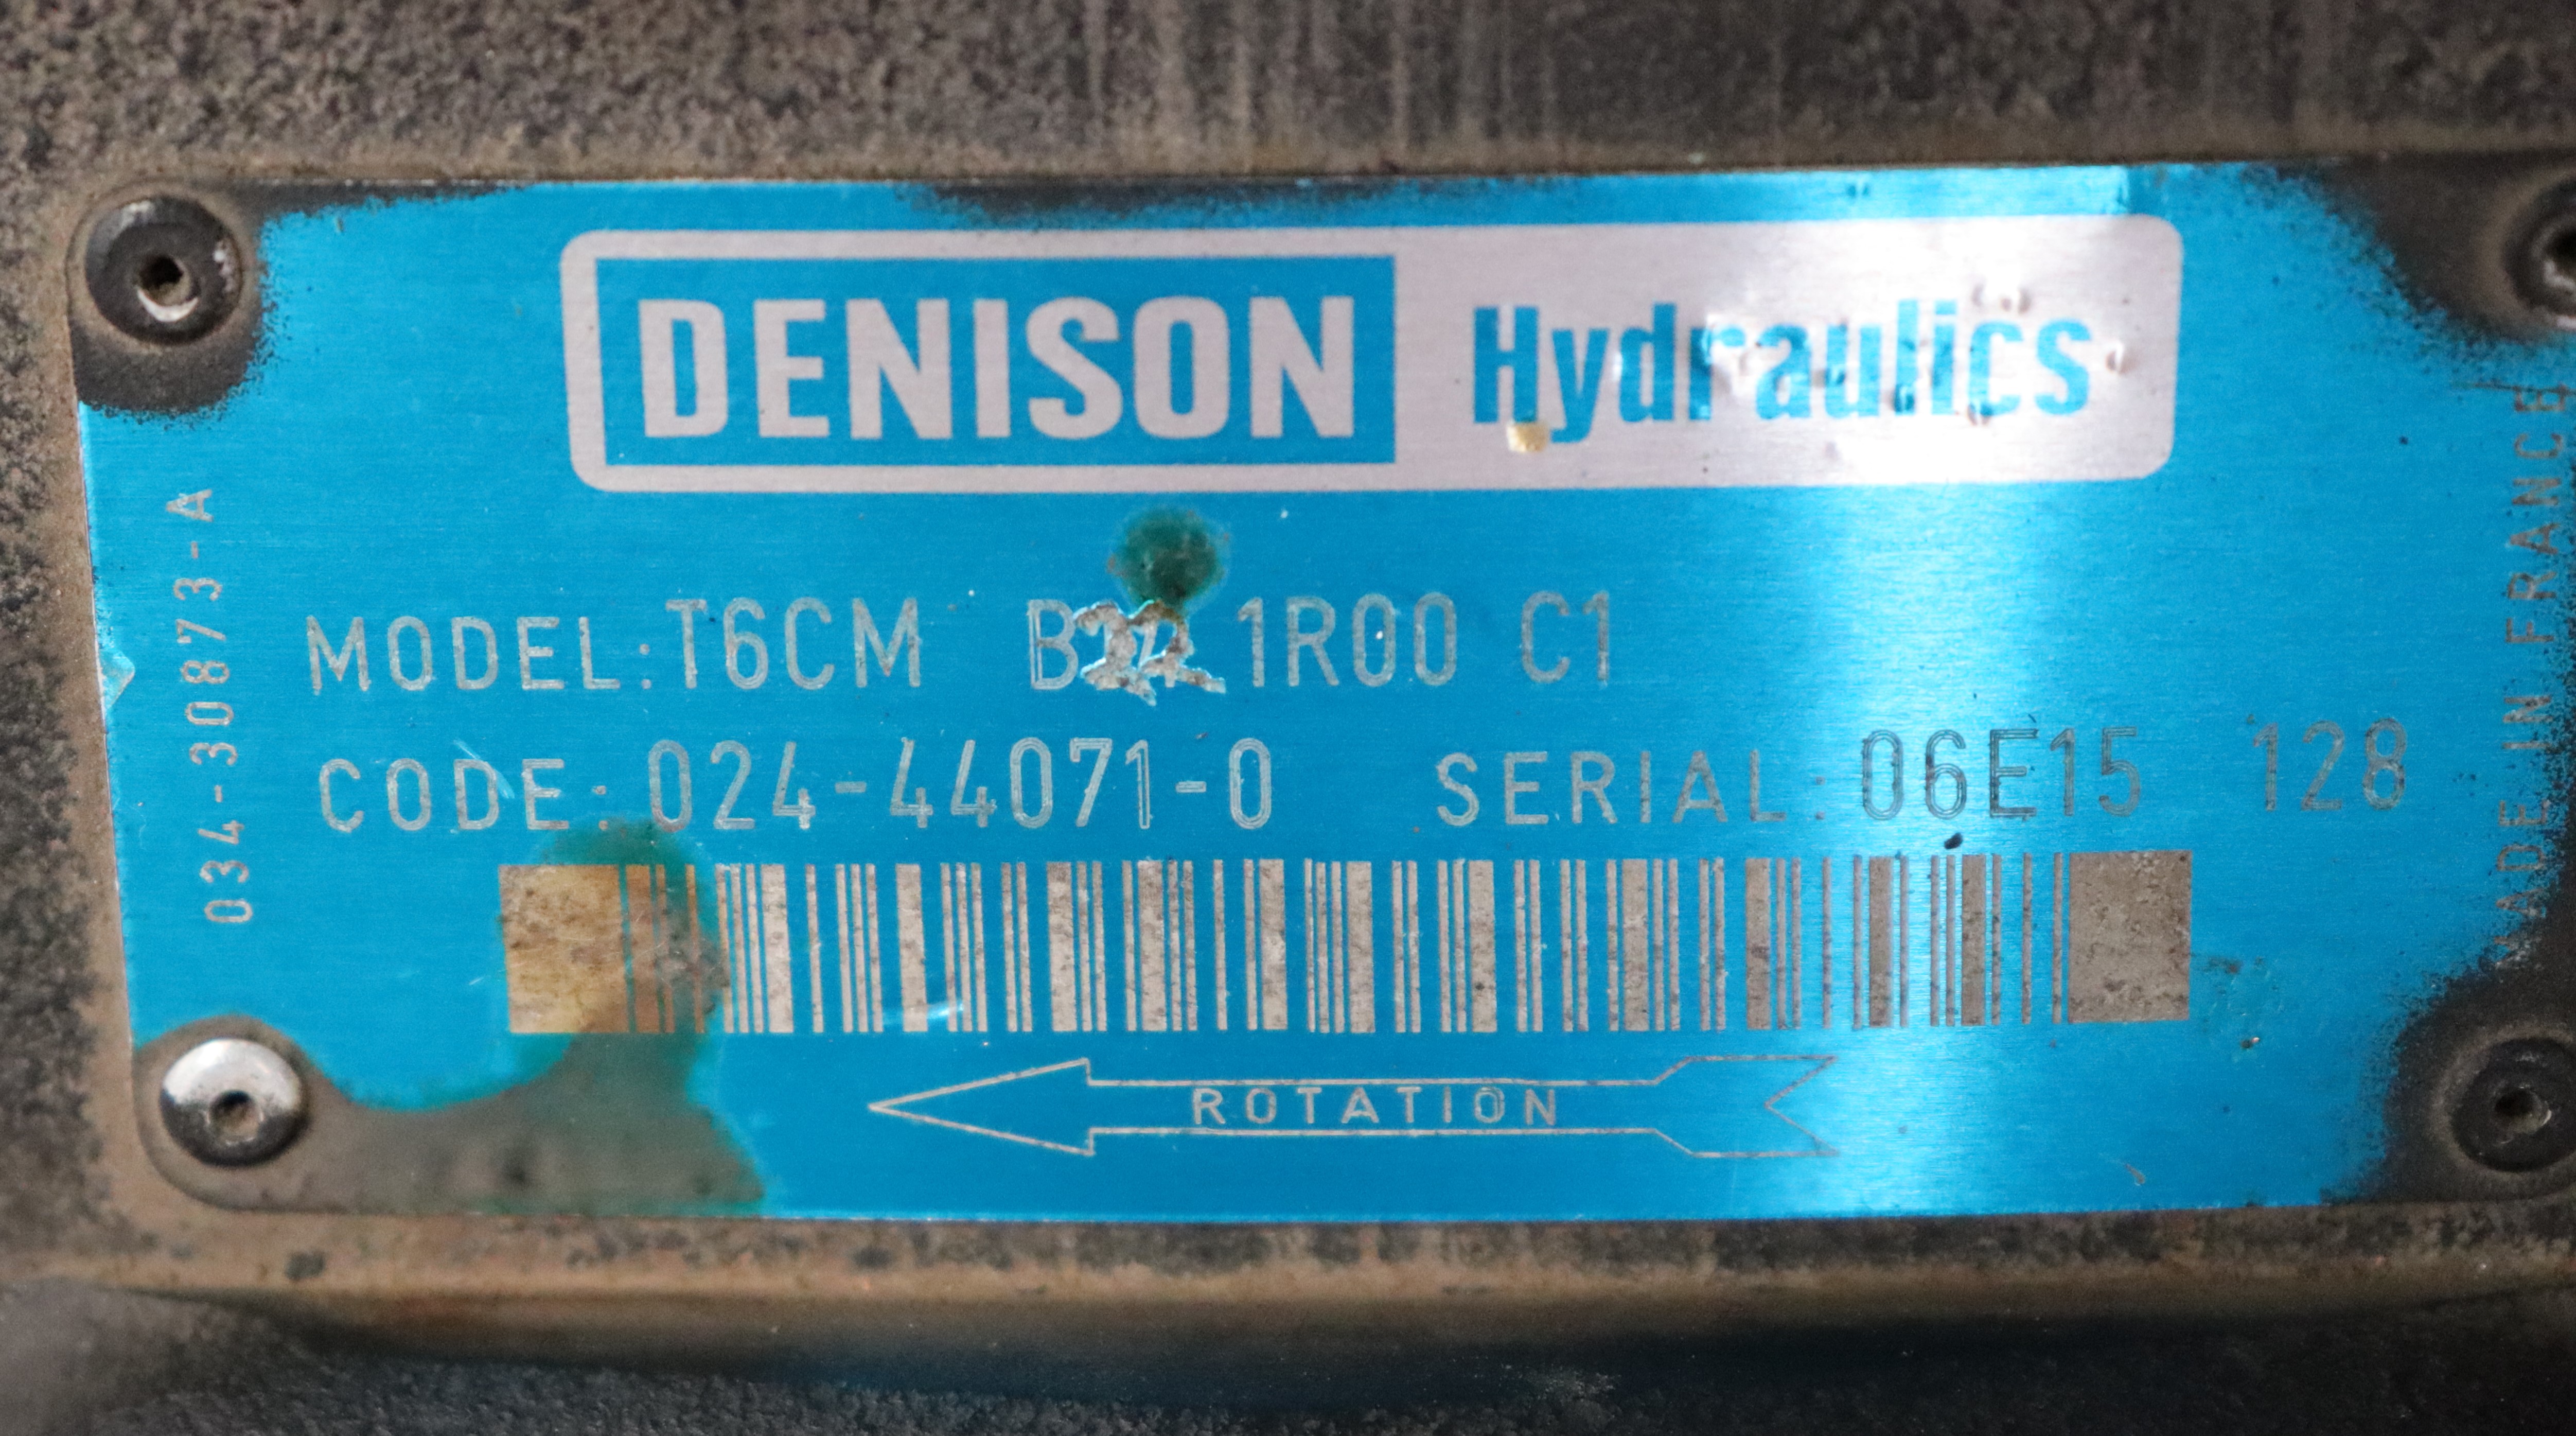 DENISON Hydraulics
MODEL:T6CM 1R00 C1
CODE: 024-44071-0 SERIAL: 06E15 128
ROTATION
034-30873-A
MADE IN FRANCE